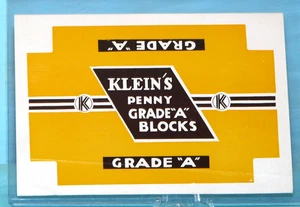 GRADE "A"
KLEIN'S
PENNY
GRADE "A"
BLOCKS
K
K
GRADE "A"